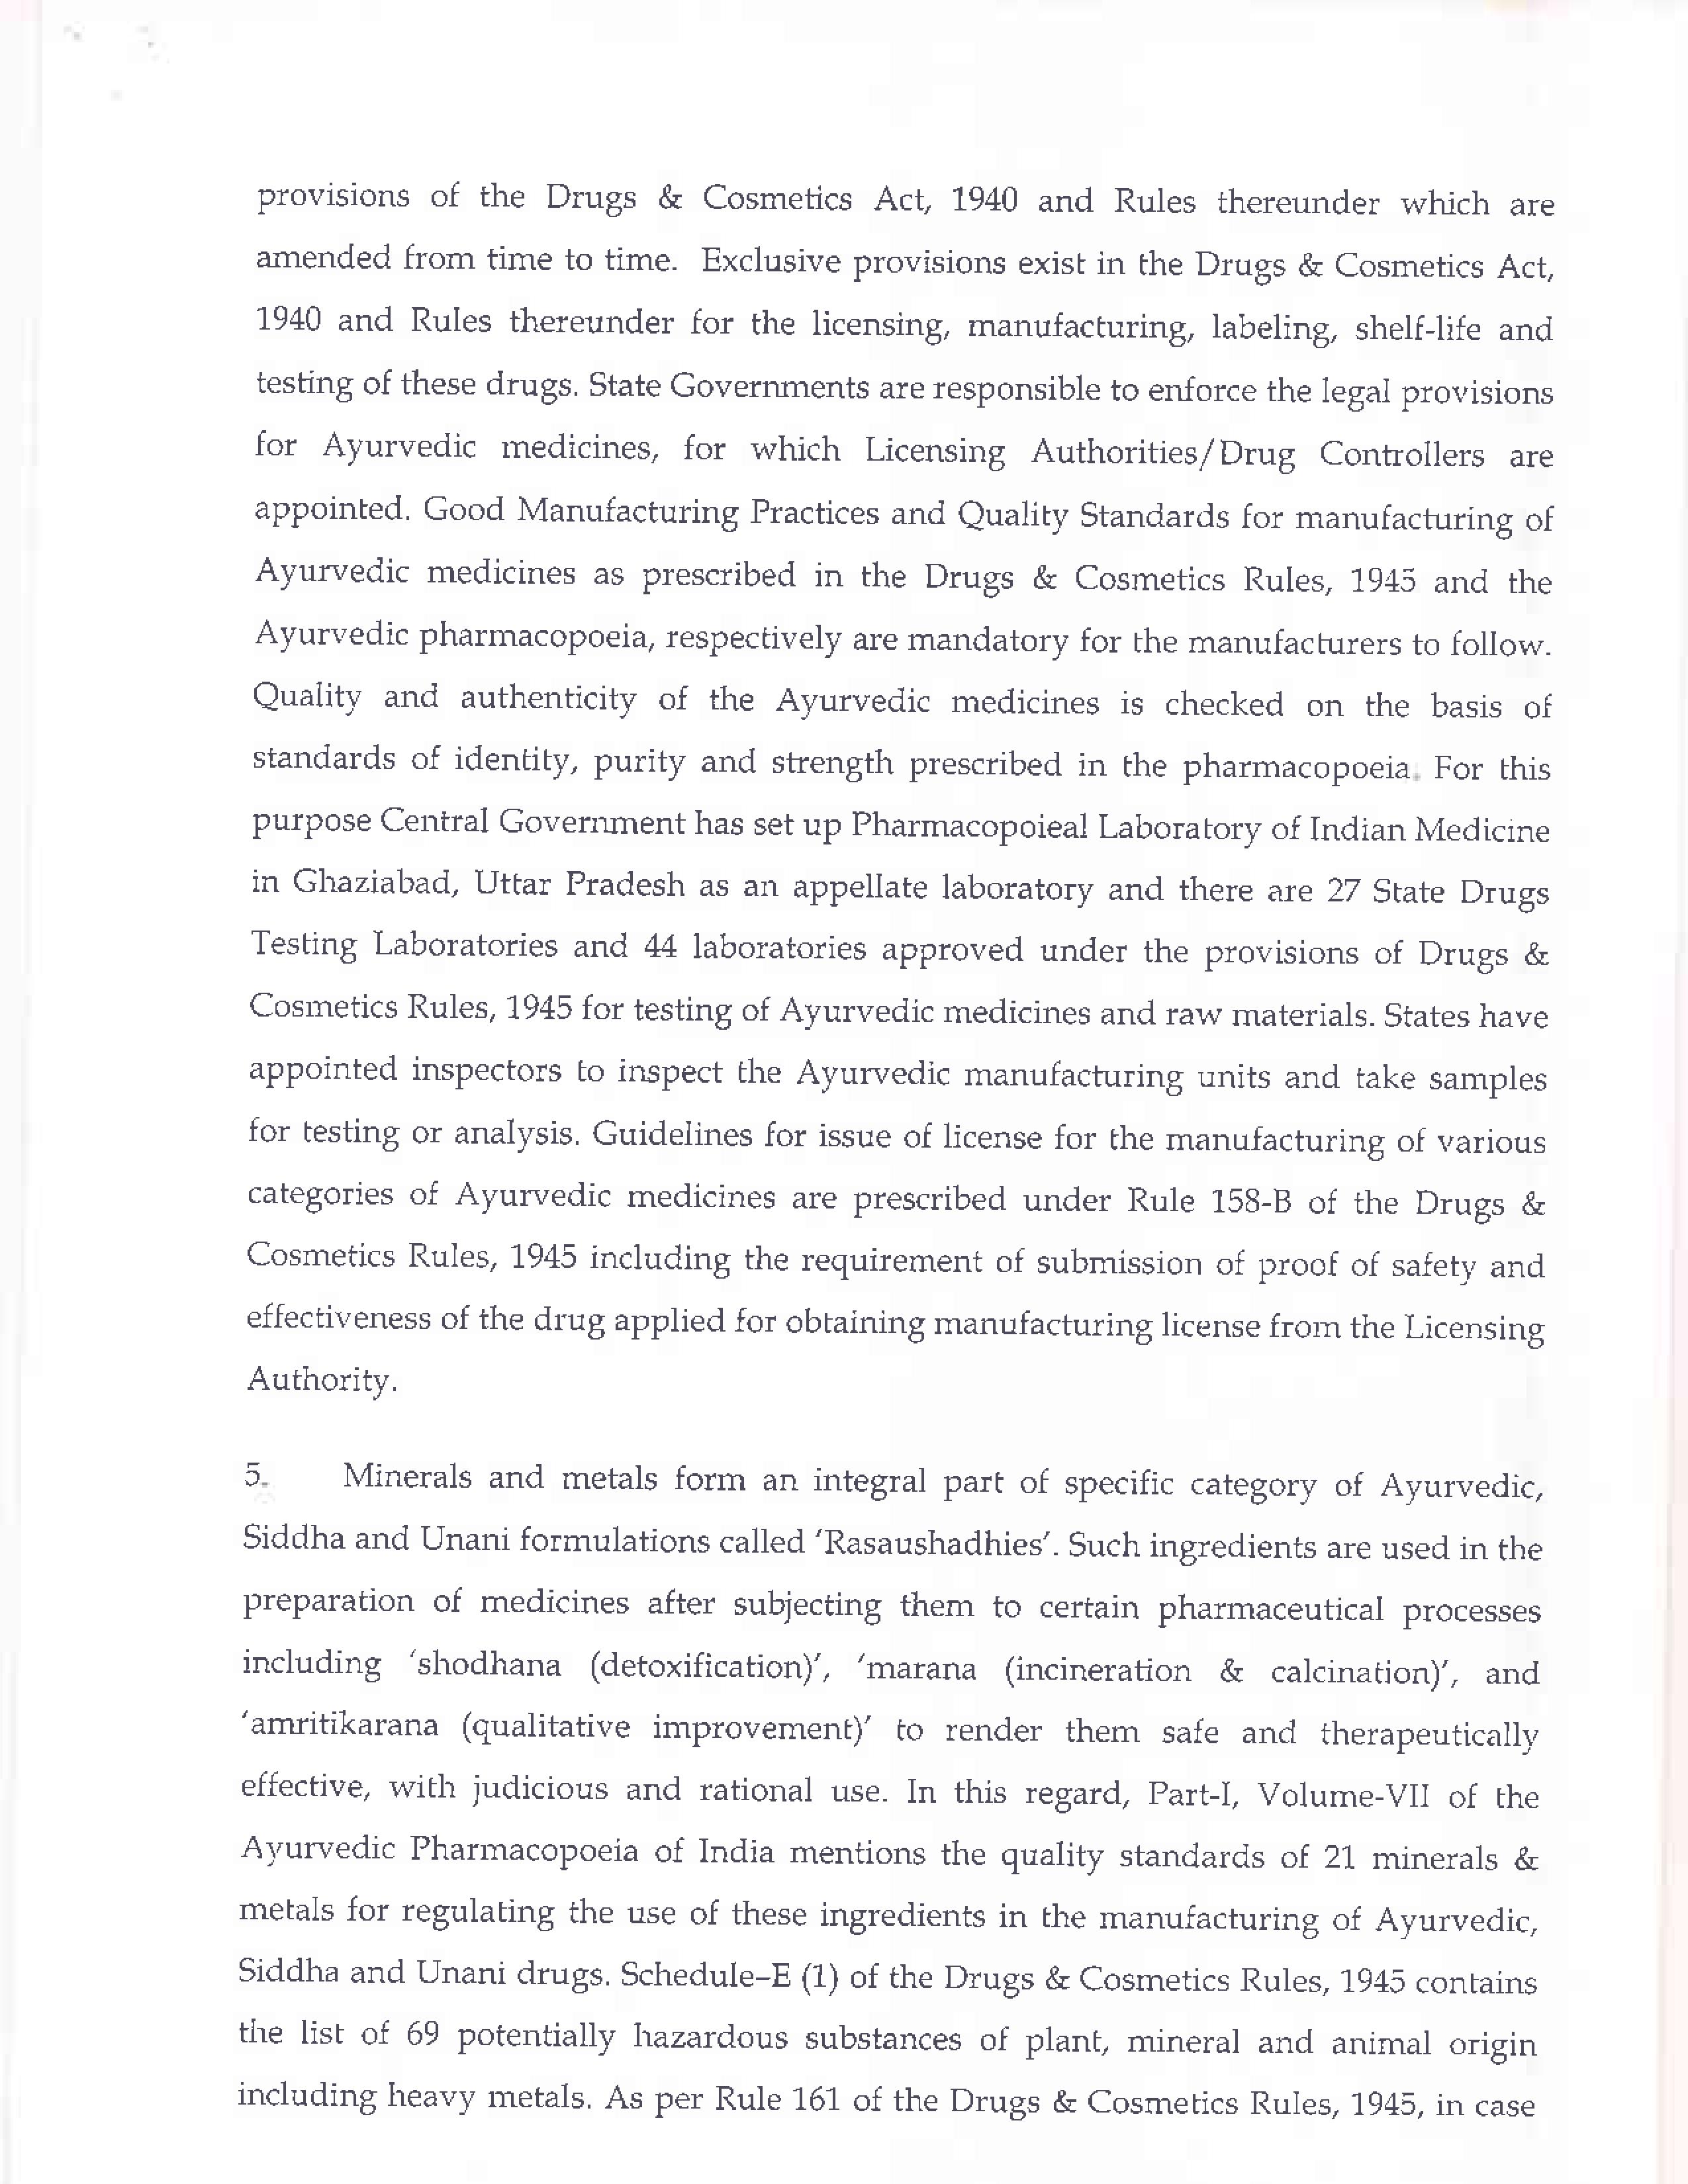 provisions of the Drugs & Cosmetics Act, 1940 and Rules thereunder which are
amended from time to time. Exclusive provisions exist in the Drugs & Cosmetics Act,
1940 and Rules thereunder for the licensing, manufacturing, labeling, shelf-life and
testing of these drugs. State Governments are responsible to enforce the legal provisions
for Ayurvedic medicines, for which Licensing Authorities/Drug Controllers are
appointed. Good Manufacturing Practices and Quality Standards for manufacturing of
Ayurvedic medicines as prescribed in the Drugs & Cosmetics Rules, 1945 and the
Ayurvedic pharmacopoeia, respectively are mandatory for the manufacturers to follow.
Quality and authenticity of the Ayurvedic medicines is checked on the basis of
standards of identity, purity and strength prescribed in the pharmacopoeia. For this
purpose Central Government has set up Pharmacopoieal Laboratory of Indian Medicine
in Ghaziabad, Uttar Pradesh as an appellate laboratory and there are 27 State Drugs
Testing Laboratories and 44 laboratories approved under the provisions of Drugs &
Cosmetics Rules, 1945 for testing of Ayurvedic medicines and raw materials. States have
appointed inspectors to inspect the Ayurvedic manufacturing units and take samples
for testing or analysis. Guidelines for issue of license for the manufacturing of various
categories of Ayurvedic medicines are prescribed under Rule 158-B of the Drugs &
Cosmetics Rules, 1945 including the requirement of submission of proof of safety and
effectiveness of the drug applied for obtaining manufacturing license from the Licensing
Authority.
5. Minerals and metals form an integral part of specific category of Ayurvedic,
Siddha and Unani formulations called ‘Rasaushadhies’. Such ingredients are used in the
preparation of medicines after subjecting them to certain pharmaceutical processes
including ‘shodhana (detoxification)’, ‘marana (incineration & calcination)’, and
‘amritikarana (qualitative improvement)’ to render them safe and therapeutically
effective, with judicious and rational use. In this regard, Part-I, Volume-VII of the
Ayurvedic Pharmacopoeia of India mentions the quality standards of 21 minerals &
metals for regulating the use of these ingredients in the manufacturing of Ayurvedic,
Siddha and Unani drugs. Schedule–E (1) of the Drugs & Cosmetics Rules, 1945 contains
the list of 69 potentially hazardous substances of plant, mineral and animal origin
including heavy metals. As per Rule 161 of the Drugs & Cosmetics Rules, 1945, in case